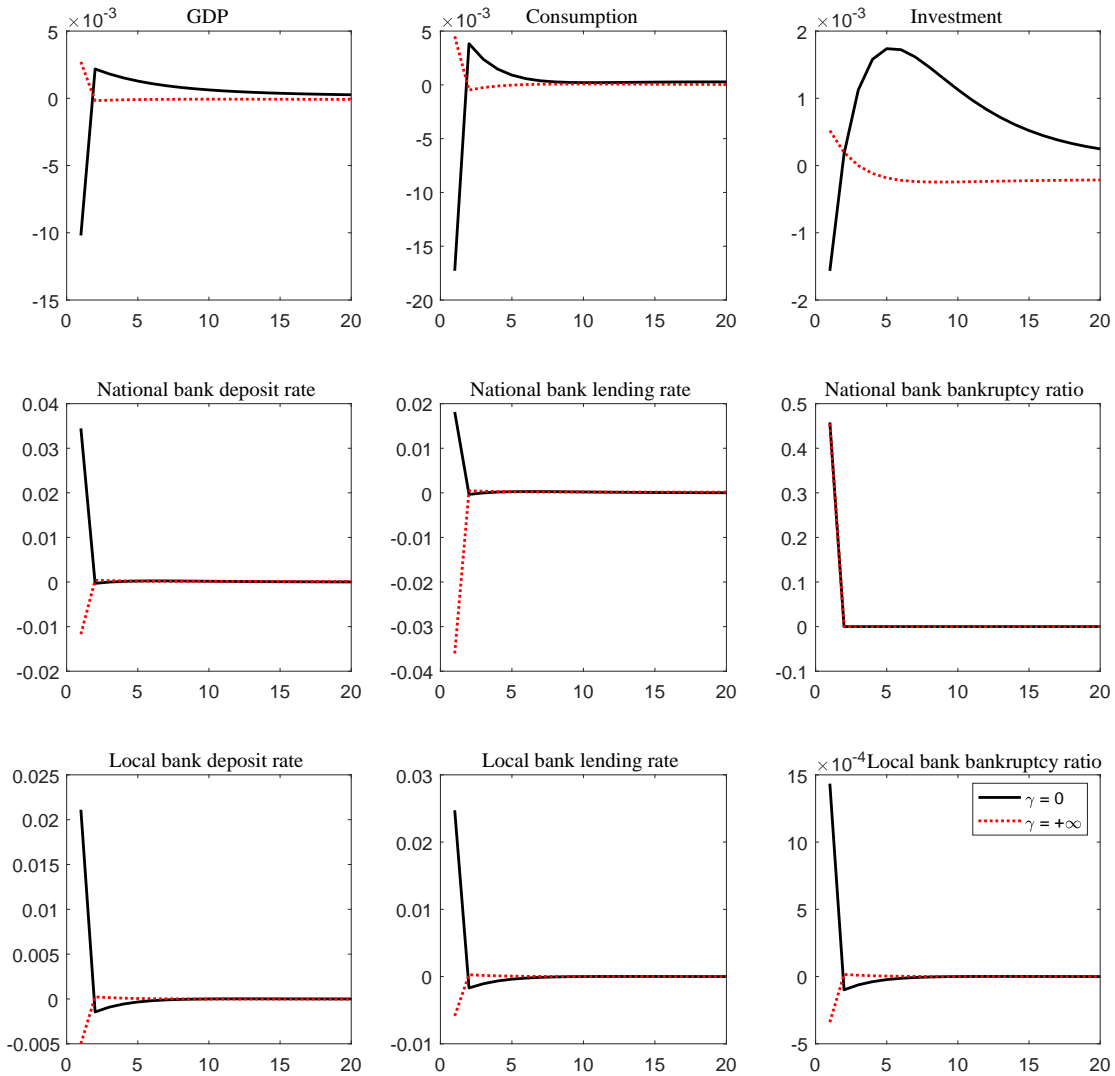 GDP
×10^-3
5
0
-5
-10
-15
0 5 10 15 20
Consumption
×10^-3
5
0
-5
-10
-15
-20
0 5 10 15 20
Investment
×10^-3
2
1
0
-1
-2
0 5 10 15 20
National bank deposit rate
0.04
0.03
0.02
0.01
0
-0.01
-0.02
0 5 10 15 20
National bank lending rate
0.02
0.01
0
-0.01
-0.02
-0.03
-0.04
0 5 10 15 20
National bank bankruptcy ratio
0.5
0.4
0.3
0.2
0.1
0
-0.1
0 5 10 15 20
Local bank deposit rate
0.025
0.02
0.015
0.01
0.005
0
-0.005
0 5 10 15 20
Local bank lending rate
0.03
0.02
0.01
0
-0.01
0 5 10 15 20
×10^-4 Local bank bankruptcy ratio
15
10
5
0
-5
0 5 10 15 20
γ = 0
γ = +∞